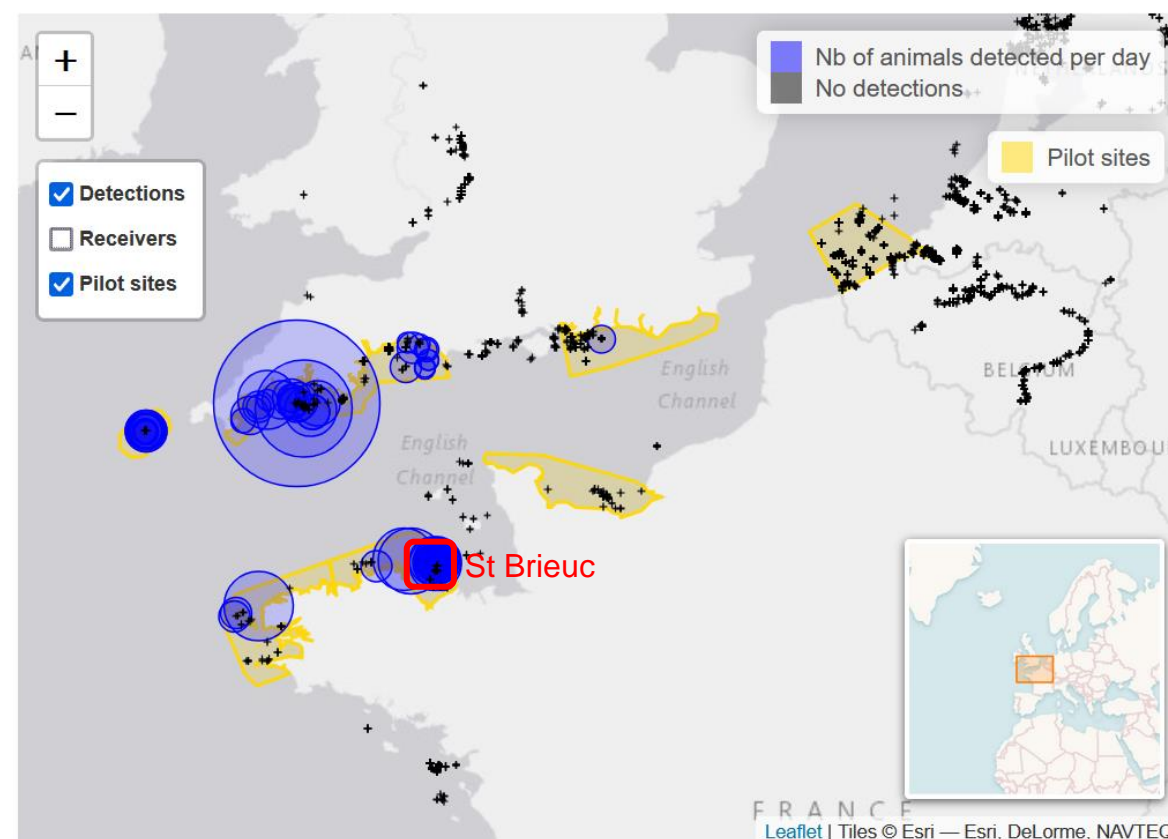 +
−
Detections
Receivers
Pilot sites
Nb of animals detected per day
No detections
Pilot sites
English
Channel
BELGIUM
LUXEMBOU
English
Channel
St Brieuc
FRANCE
Leaflet | Tiles © Esri — Esri, DeLorme, NAVTEQ